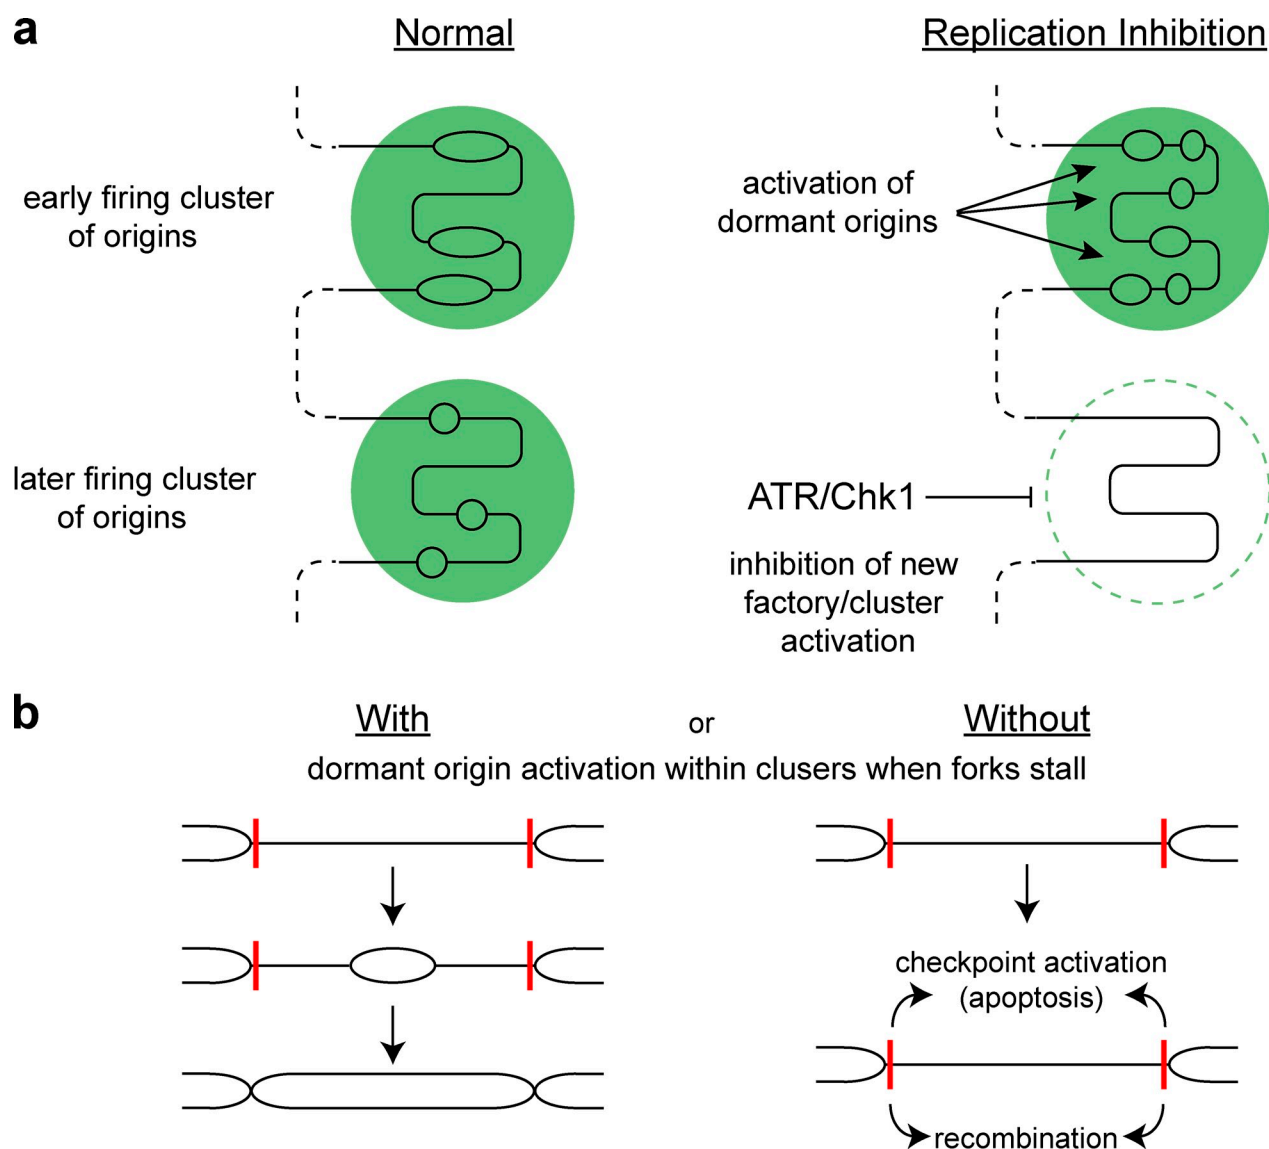 a
Normal
Replication Inhibition
early firing cluster
of origins
activation of
dormant origins
later firing cluster
of origins
ATR/Chk1
inhibition of new
factory/cluster
activation
b
With
or
Without
dormant origin activation within clusers when forks stall
checkpoint activation
(apoptosis)
recombination